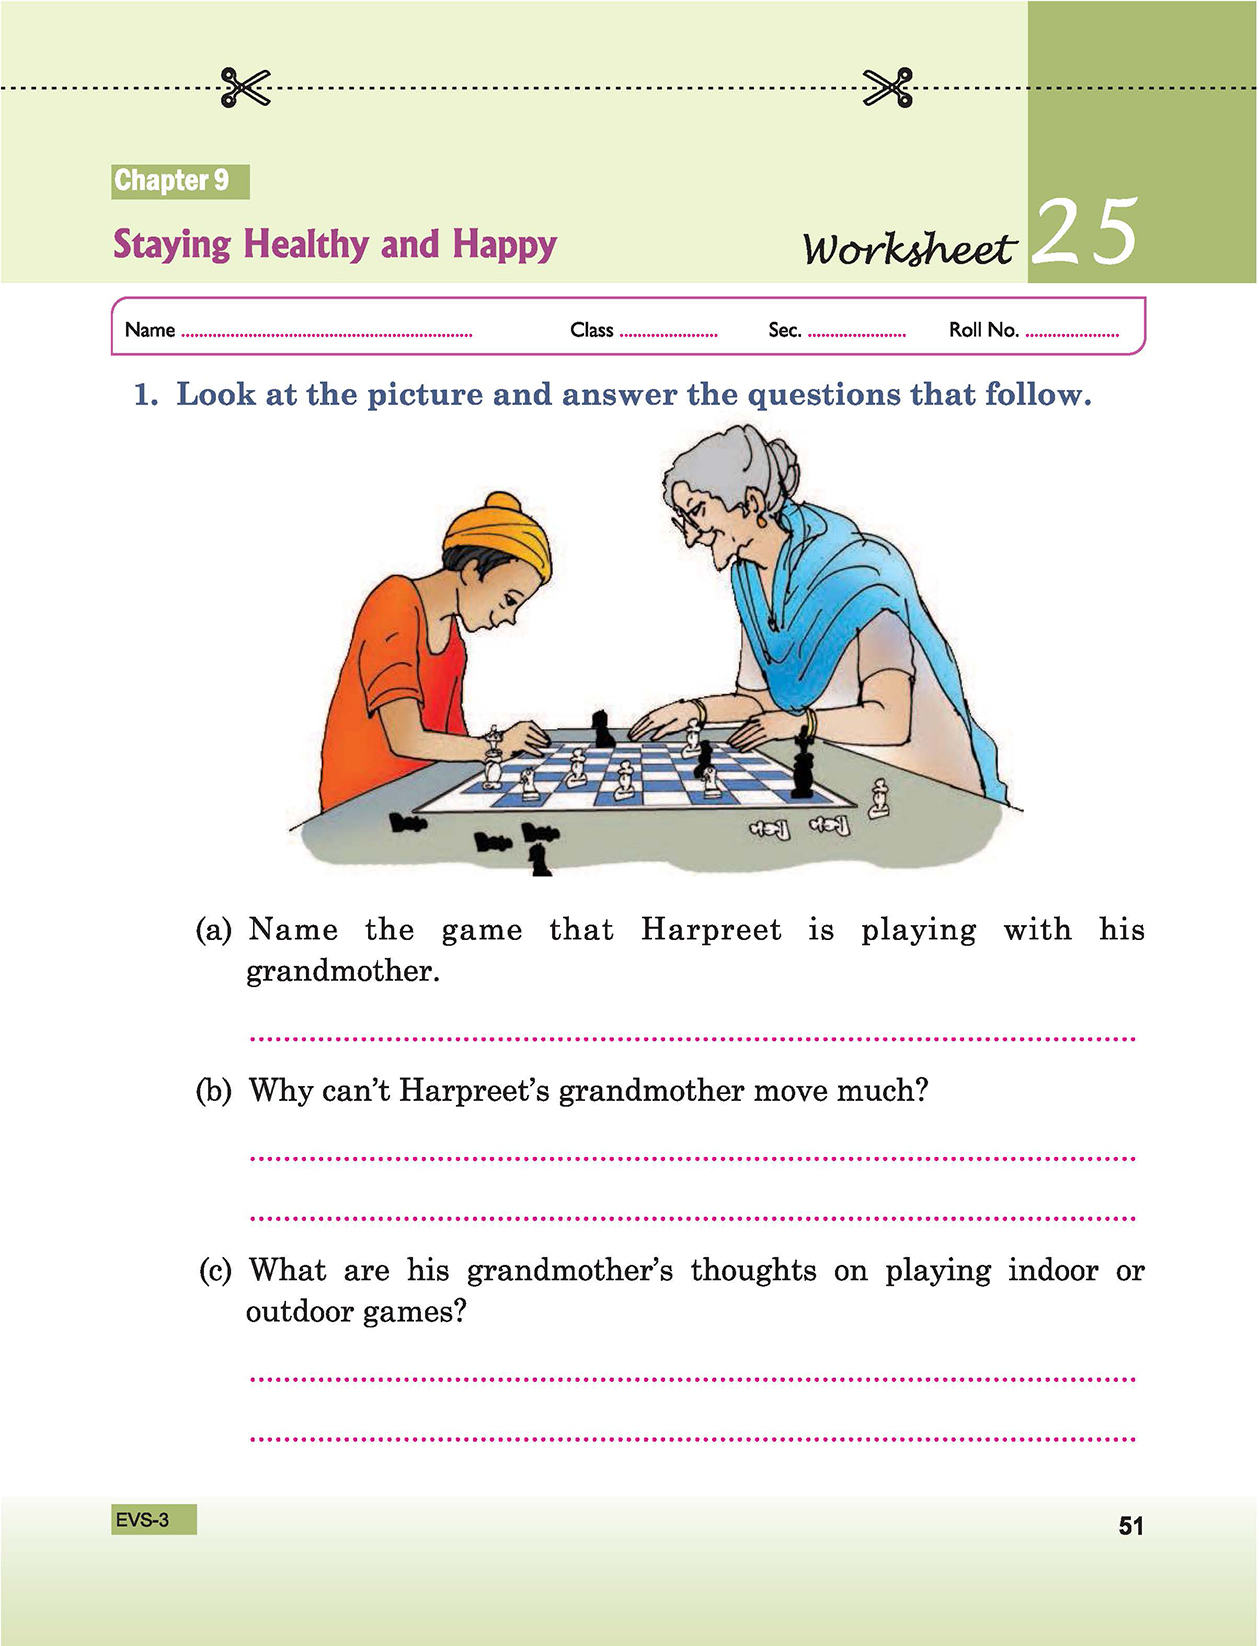 Chapter 9
Staying Healthy and Happy
Worksheet 25
Name ........................ Class ........................ Sec. ........................ Roll No. ........................
1. Look at the picture and answer the questions that follow.
(a) Name the game that Harpreet is playing with his
grandmother.
(b) Why can't Harpreet's grandmother move much?
(c) What are his grandmother's thoughts on playing indoor or
outdoor games?
EVS-3
51